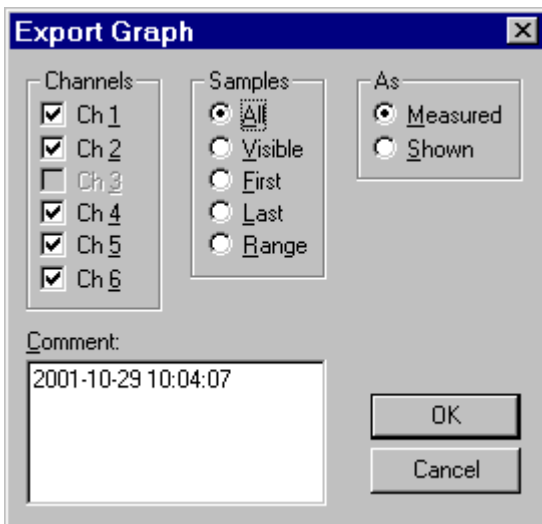 Export Graph
Channels
Ch 1
Ch 2
Ch 3
Ch 4
Ch 5
Ch 6
Samples
All
Visible
First
Last
Range
As
Measured
Shown
Comment:
2001-10-29 10:04:07
OK
Cancel